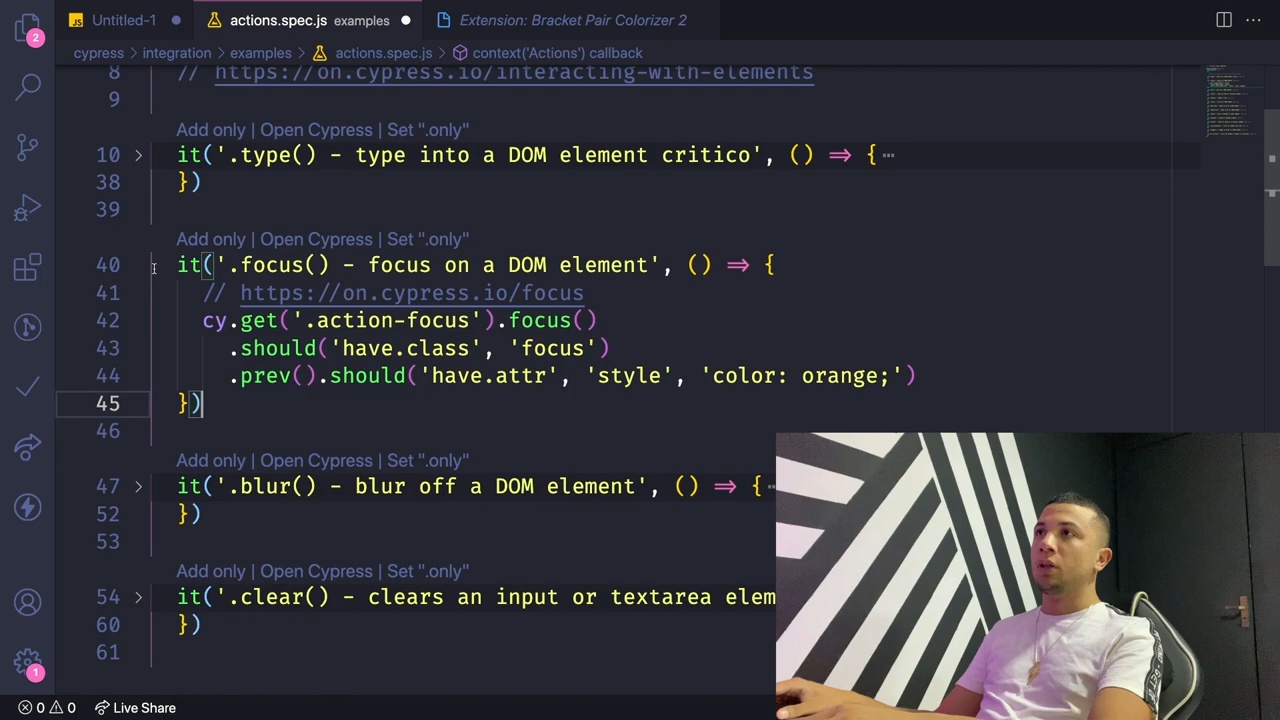 Untitled-1
actions.spec.js examples
Extension: Bracket Pair Colorizer 2
cypress > integration > examples > actions.spec.js > context('Actions') callback
8 // https://on.cypress.io/interacting-with-elements
9
Add only | Open Cypress | Set ".only"
10 it('.type() - type into a DOM element critico', () ⇒ {⋯
38 })
39
Add only | Open Cypress | Set ".only"
40 it('.focus() - focus on a DOM element', () ⇒ {
41 // https://on.cypress.io/focus
42 cy.get('.action-focus').focus()
43 .should('have.class', 'focus')
44 .prev().should('have.attr', 'style', 'color: orange;')
45 })
46
Add only | Open Cypress | Set ".only"
47 it('.blur() - blur off a DOM element', () ⇒ {⋯
52 })
53
Add only | Open Cypress | Set ".only"
54 it('.clear() - clears an input or textarea elem
60 })
61
2
JS
1
0 0 Live Share